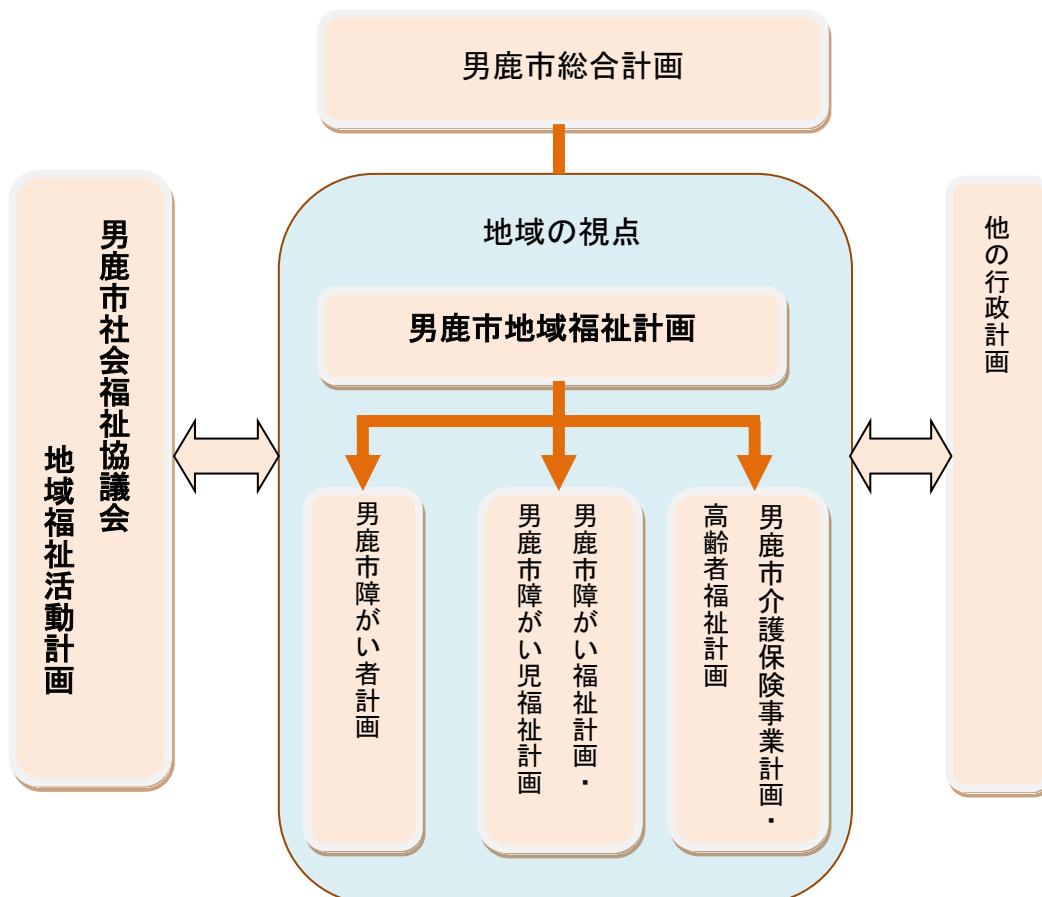 男鹿市総合計画
地域の視点
男鹿市地域福祉計画
男鹿市社会福祉協議会
地域福祉活動計画
他の行政計画
男鹿市介護保険事業計画・
高齢者福祉計画
男鹿市障がい福祉計画・
男鹿市障がい児福祉計画
男鹿市障がい者計画